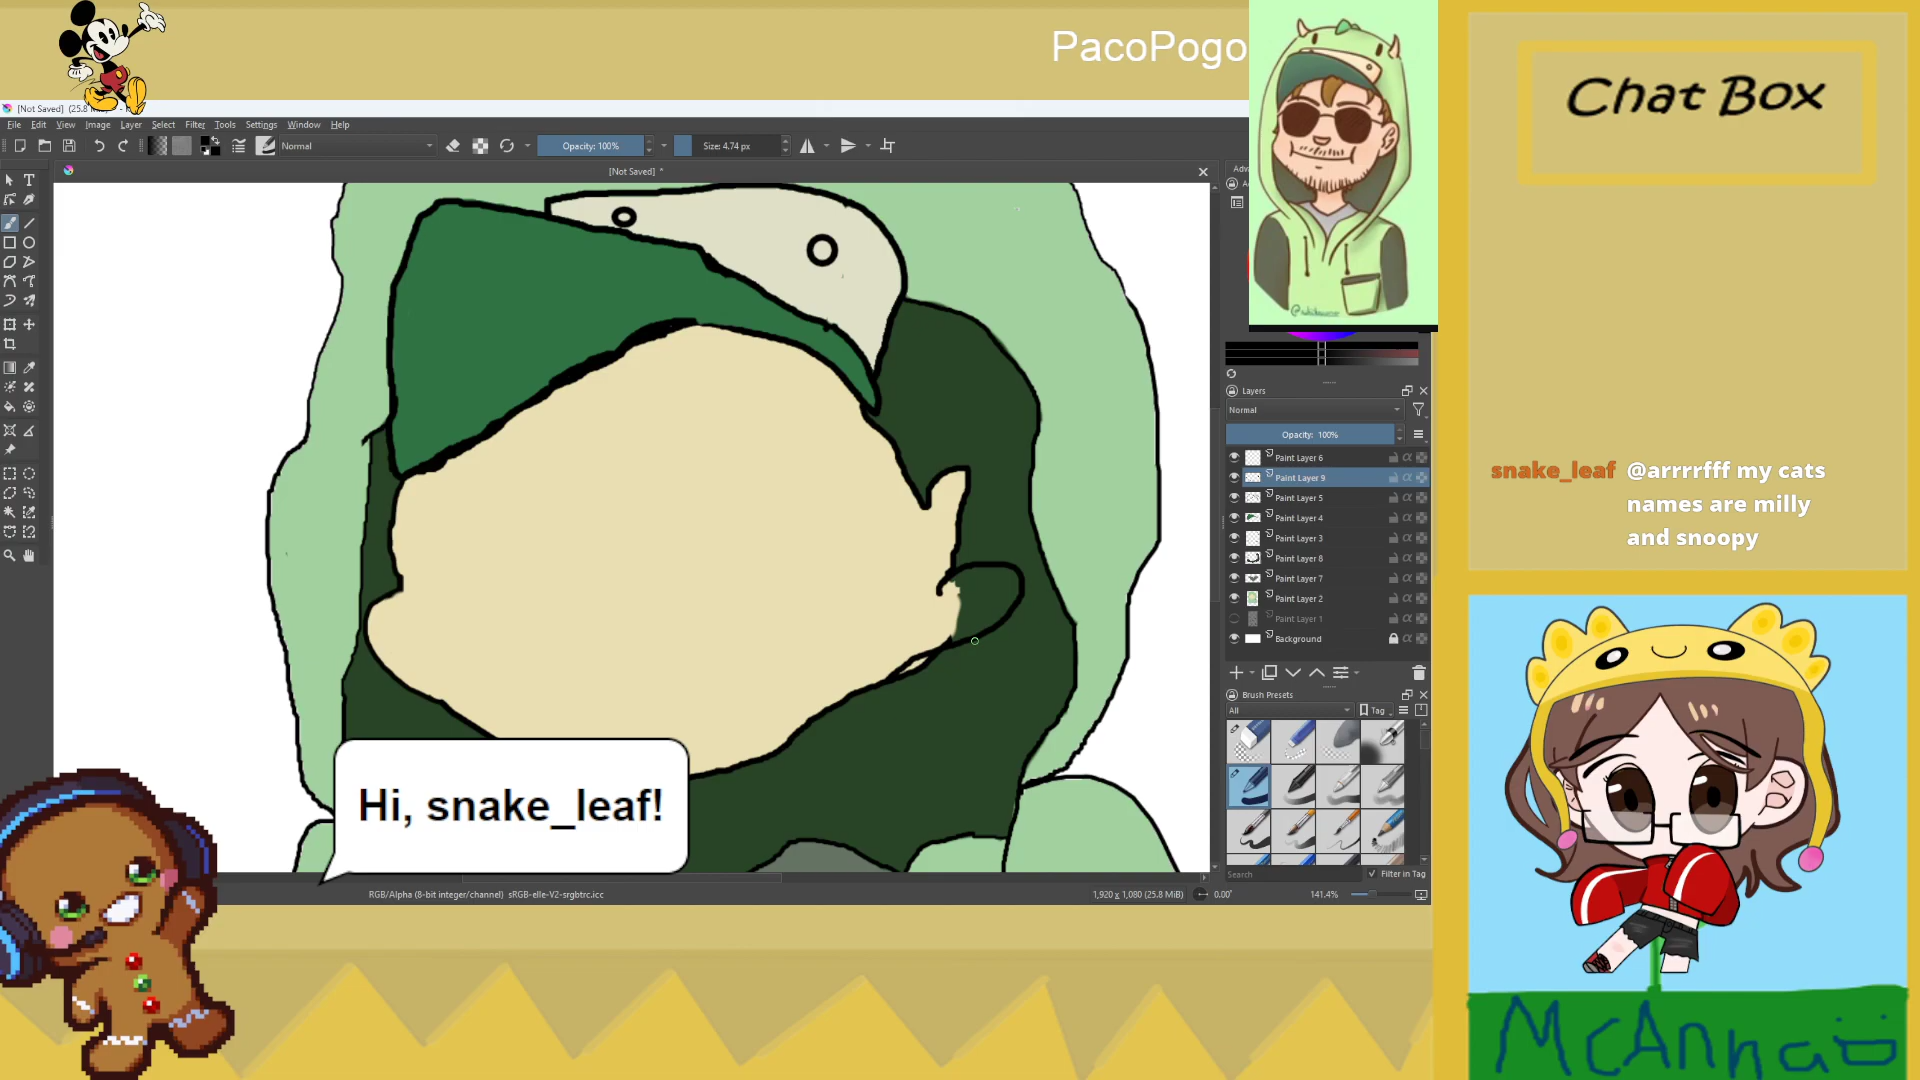 PacoPogo
Chat Box
[Not Saved] (25.8 M
File Edit View Image Layer Select Filter Tools Settings Window Help
Normal
Opacity: 100%
Size: 4.74 px
[Not Saved] *
Adva
Layers
Normal
Opacity: 100%
Paint Layer 6
Paint Layer 9
Paint Layer 5
Paint Layer 4
Paint Layer 3
Paint Layer 8
Paint Layer 7
Paint Layer 2
Paint Layer 1
Background
Brush Presets
All
Tag
Search
Filter in Tag
snake_leaf @arrrrfff my cats
names are milly
and snoopy
Hi, snake_leaf!
RGB/Alpha (8-bit integer/channel) sRGB-elle-V2-srgbtrc.icc
1,920 x 1,080 (25.8 MiB)
0.00°
141.4%
McAnna